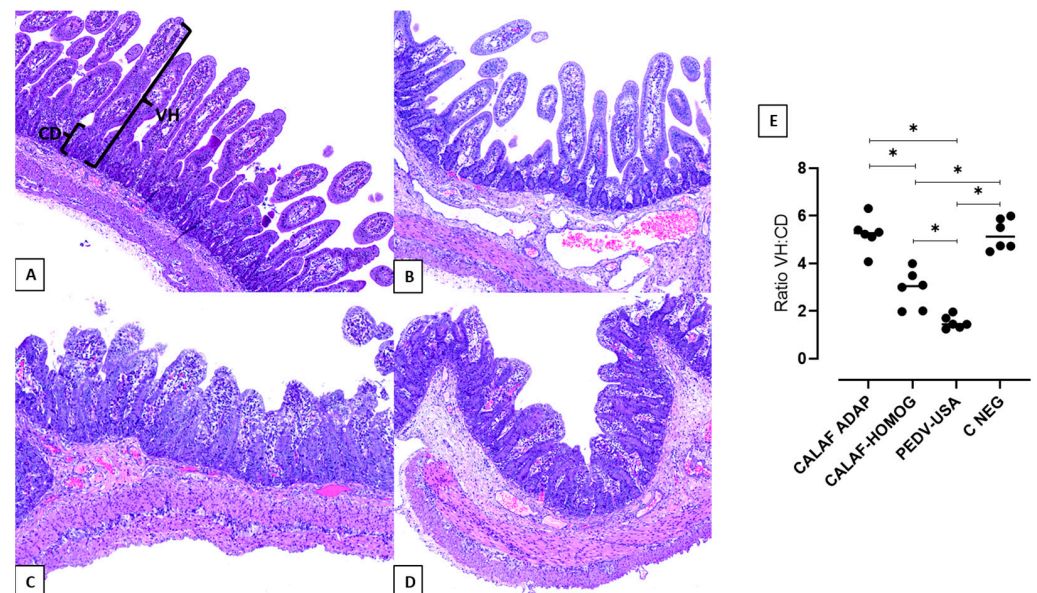 CD
VH
A
B
C
D
E
*
*
*
*
*
Ratio VH:CD
8
6
4
2
0
CALAF ADAP
CALAF-HOMOG
PEDV-USA
C NEG